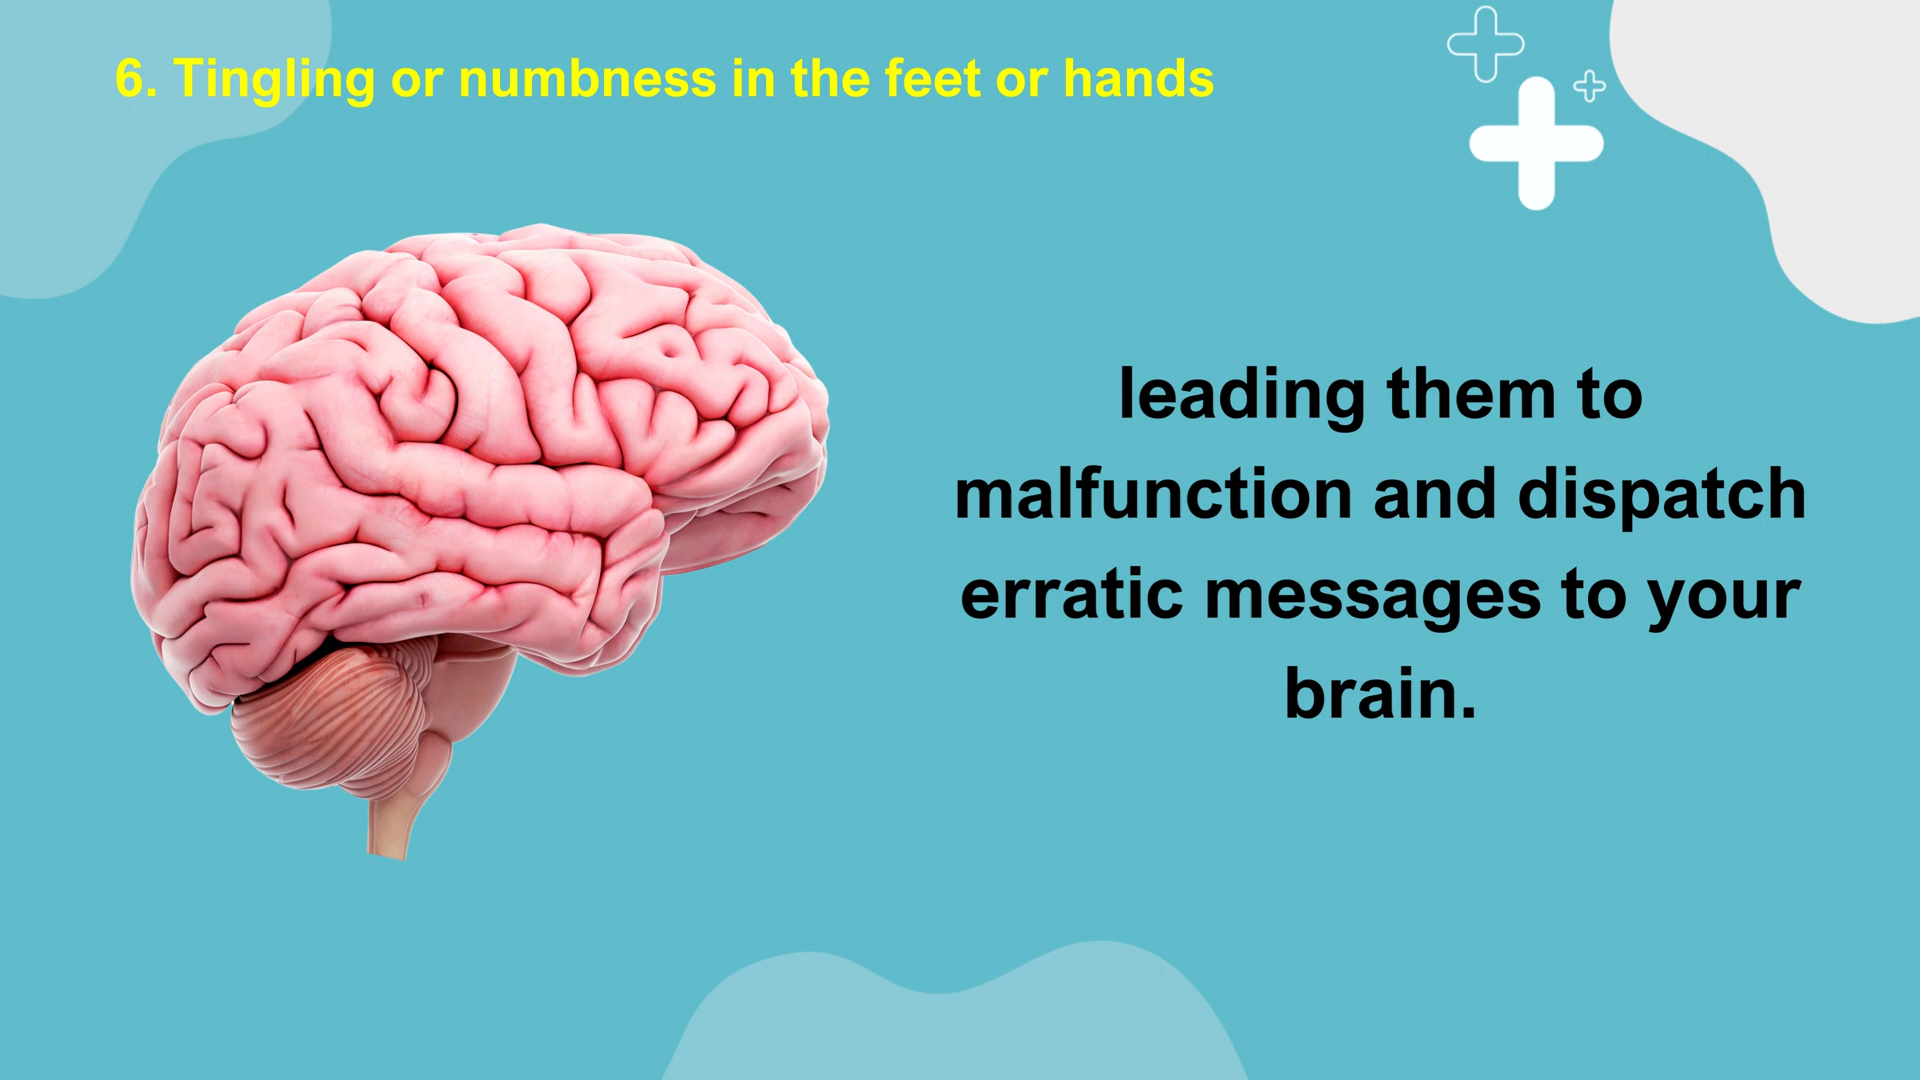 6. Tingling or numbness in the feet or hands
leading them to
malfunction and dispatch
erratic messages to your
brain.